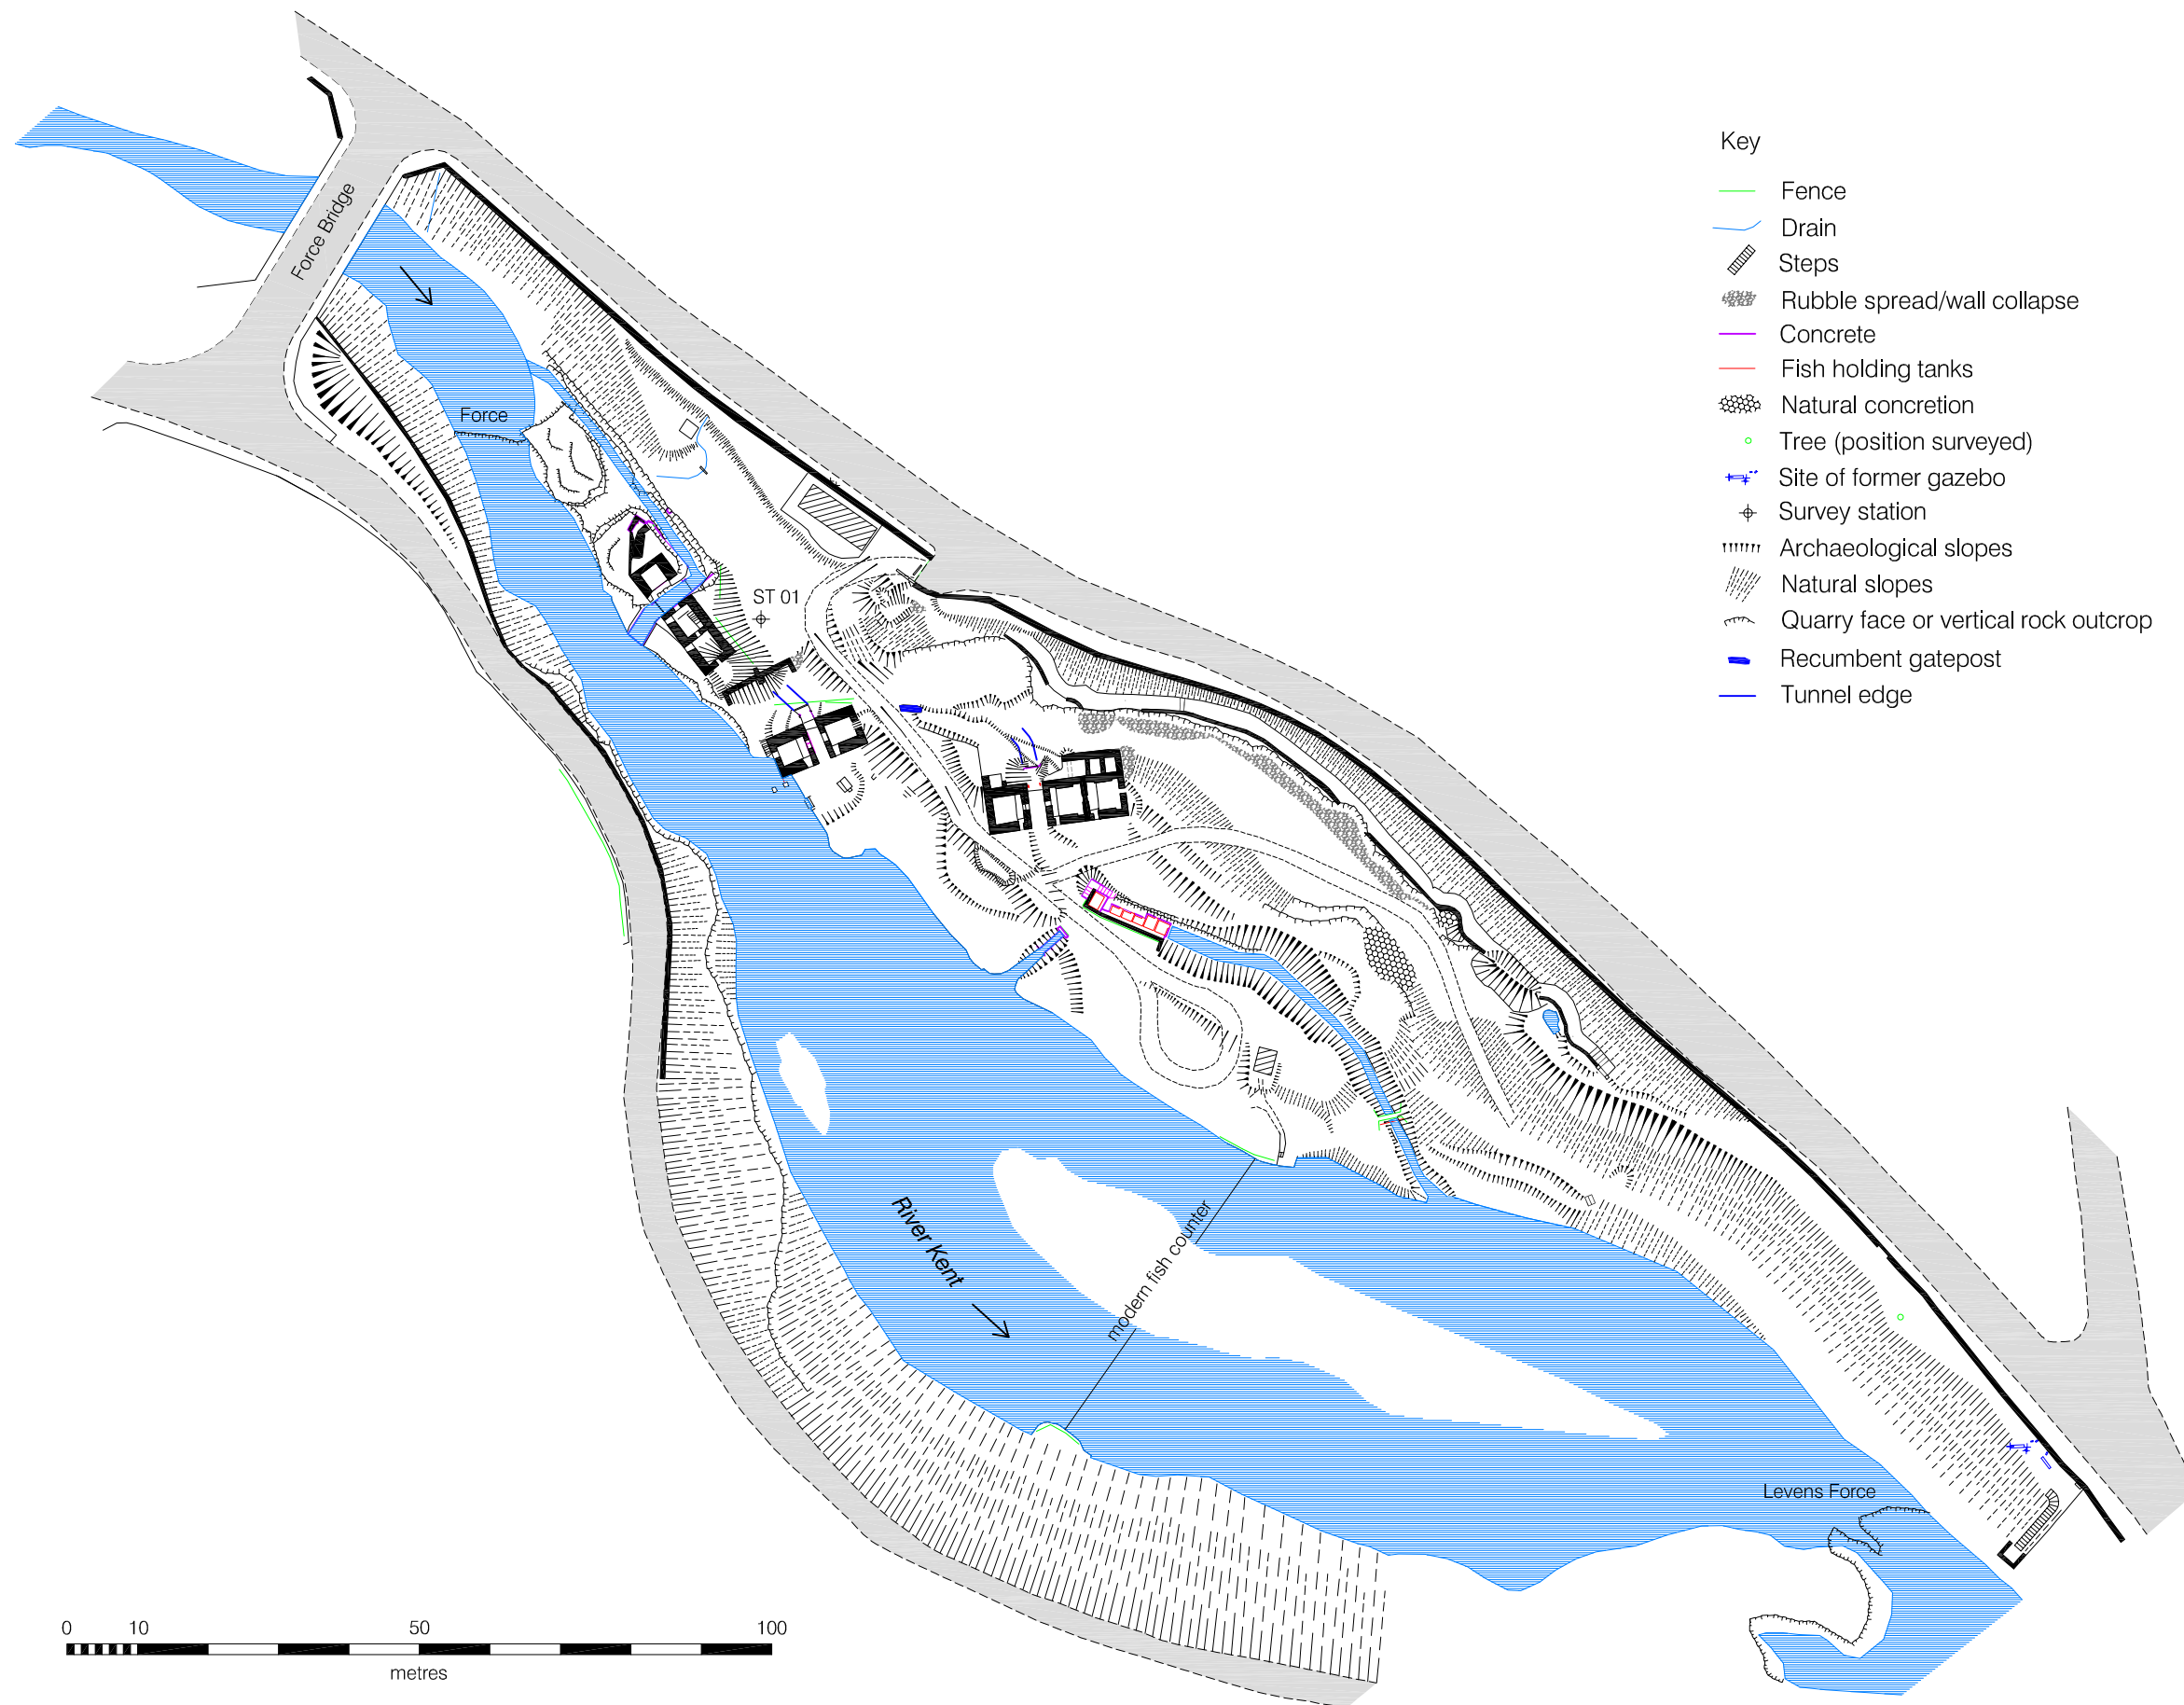 Key
Fence
Drain
Steps
Rubble spread/wall collapse
Concrete
Fish holding tanks
Natural concretion
Tree (position surveyed)
Site of former gazebo
Survey station
Archaeological slopes
Natural slopes
Quarry face or vertical rock outcrop
Recumbent gatepost
Tunnel edge
Force Bridge
Force
ST 01
River Kent
modern fish counter
Levens Force
0 10 50 100
metres